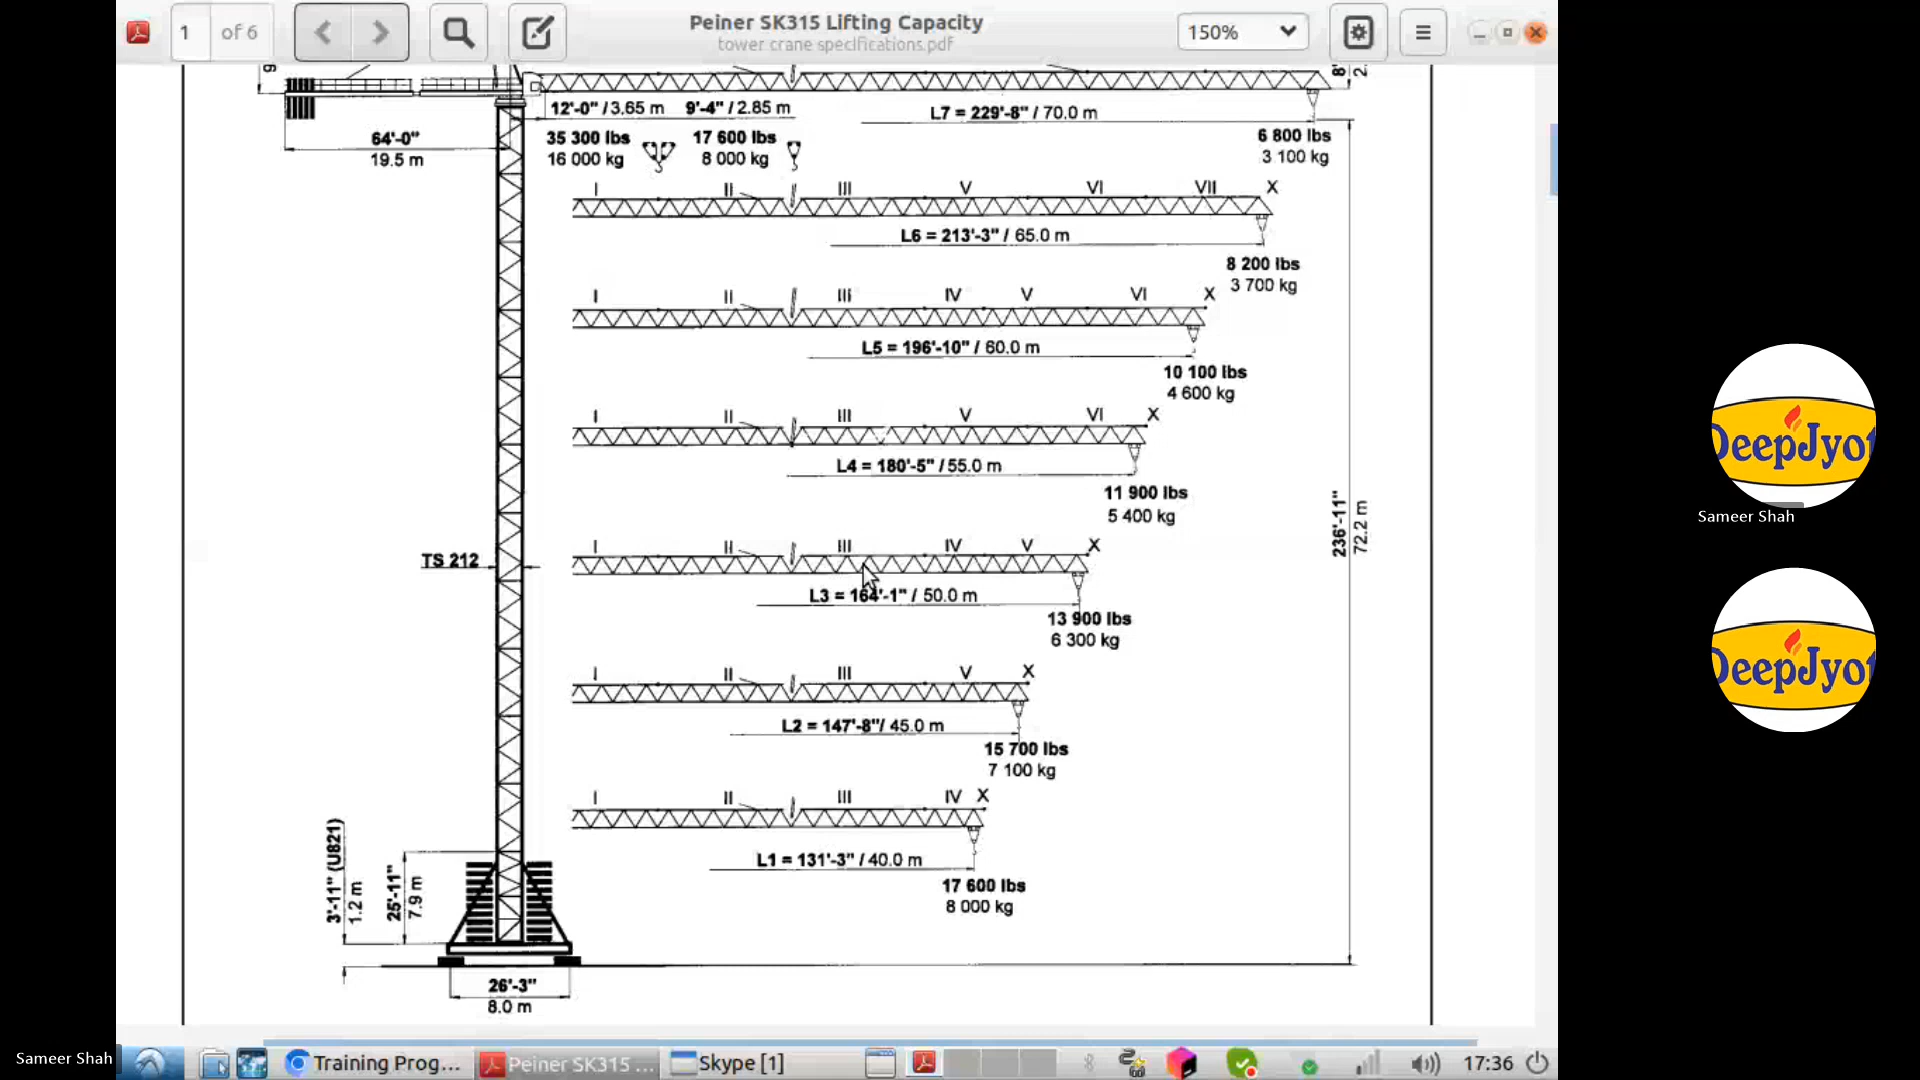 1 of 6
Peiner SK315 Lifting Capacity
tower crane specifications.pdf
150%
12'-0" / 3.65 m 9'-4" / 2.85 m
L7 = 229'-8" / 70.0 m
64'-0"
19.5 m
35 300 lbs
16 000 kg
17 600 lbs
8 000 kg
6 800 lbs
3 100 kg
I II III V VI VII X
L6 = 213'-3" / 65.0 m
8 200 lbs
3 700 kg
I II III IV V VI X
L5 = 196'-10" / 60.0 m
10 100 lbs
4 600 kg
I II III V VI X
L4 = 180'-5" / 55.0 m
11 900 lbs
5 400 kg
236'-11"
72.2 m
TS 212
I II III IV V X
L3 = 164'-1" / 50.0 m
13 900 lbs
6 300 kg
I II III V X
L2 = 147'-8"/ 45.0 m
15 700 lbs
7 100 kg
I II III IV X
L1 = 131'-3" / 40.0 m
17 600 lbs
8 000 kg
3'-11" (U821)
1.2 m
25'-11"
7.9 m
26'-3"
8.0 m
DeepJyot
Sameer Shah
DeepJyot
Sameer Shah
Training Prog...
Peiner SK315 ...
Skype [1]
17:36